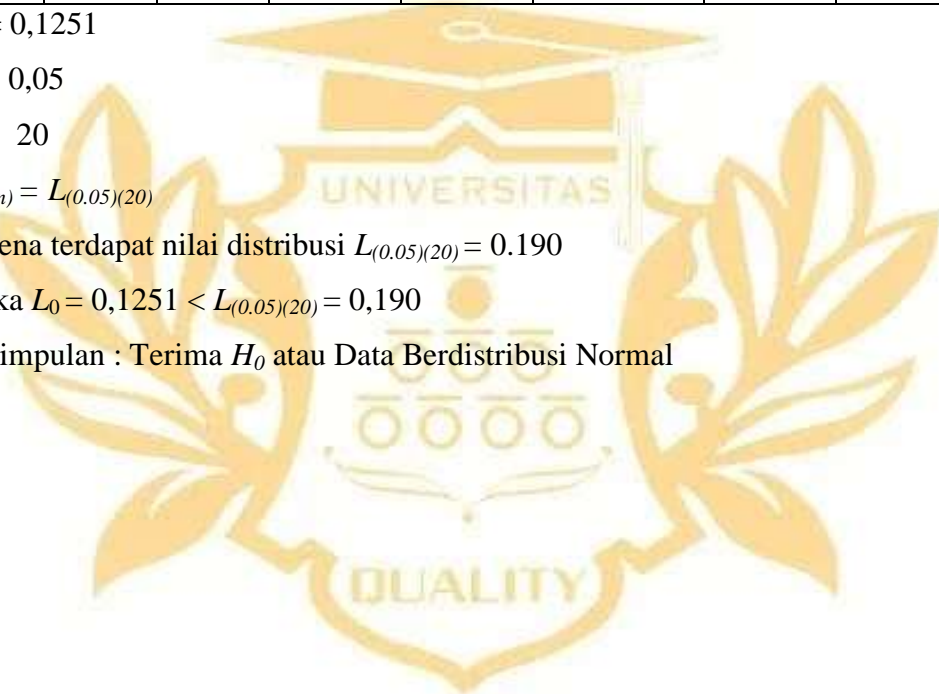 = 0,1251
0,05
20
n) = L(0.05)(20)
ena terdapat nilai distribusi L(0.05)(20) = 0.190
ka L0 = 0,1251 < L(0.05)(20) = 0,190
impulan : Terima H0 atau Data Berdistribusi Normal
UNIVERSITAS
QUALITY